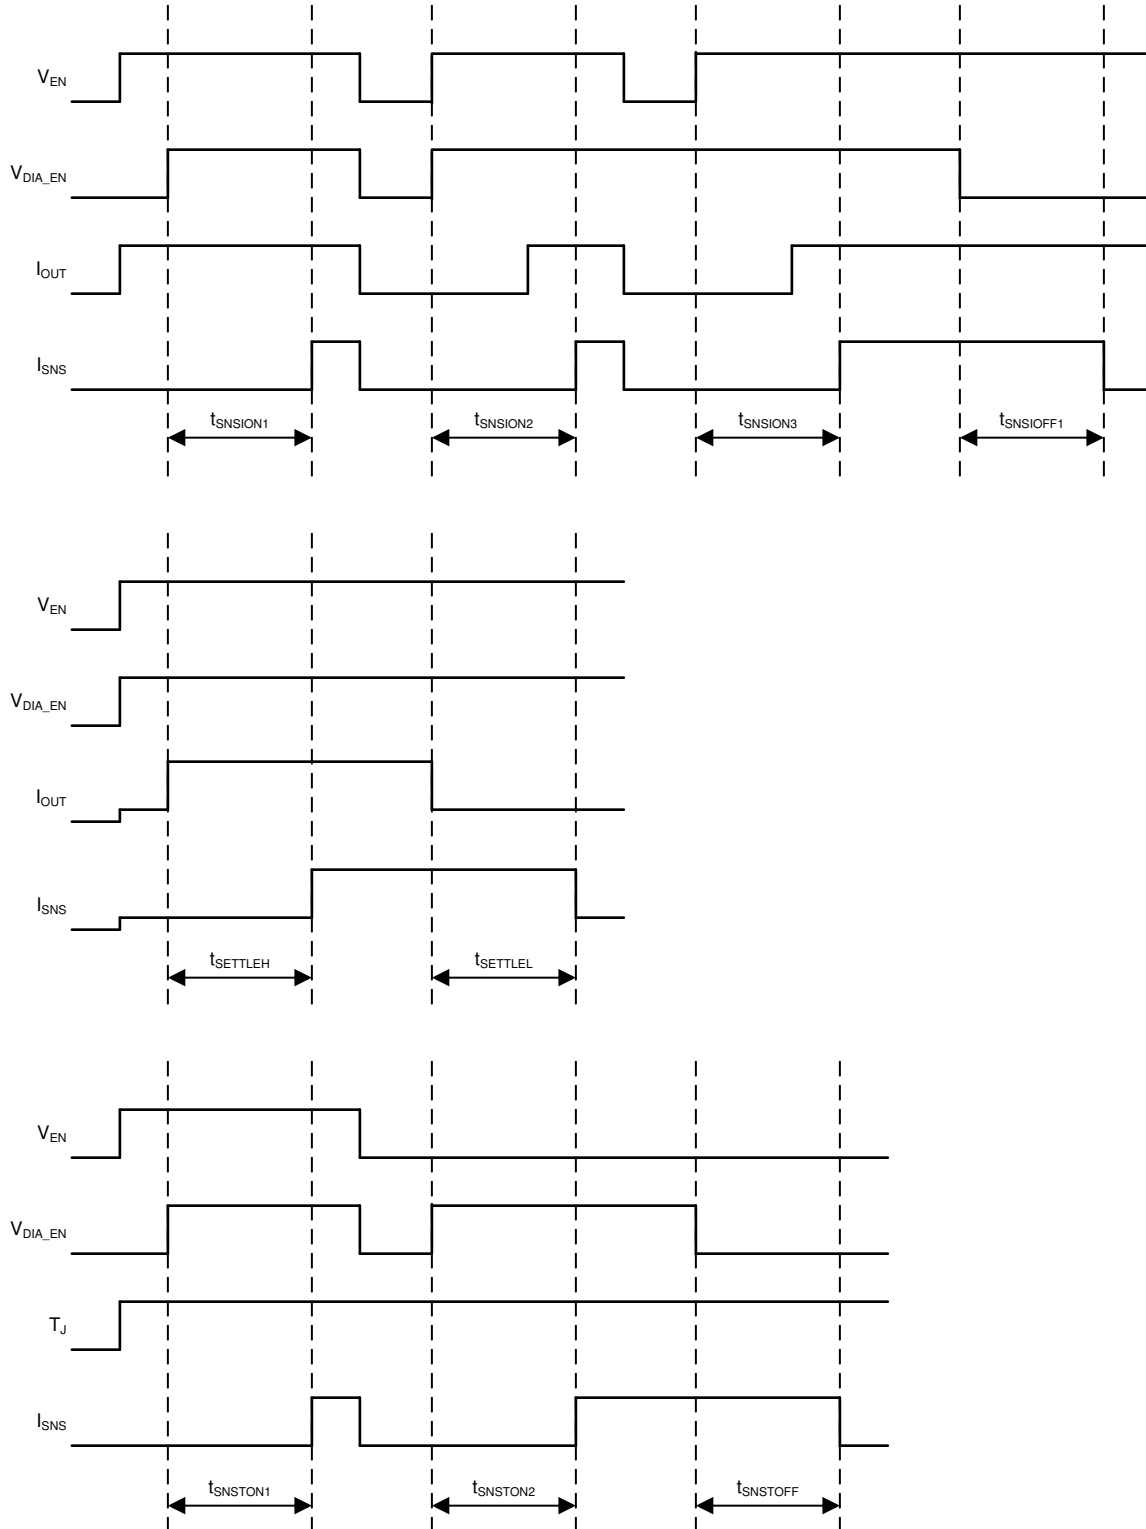 VEN
VDIA_EN
IOUT
ISNS
tSNSION1 tSNSION2 tSNSION3 tSNSIOFF1
VEN
VDIA_EN
IOUT
ISNS
tSETTLEH tSETTLEL
VEN
VDIA_EN
TJ
ISNS
tSNSTON1 tSNSTON2 tSNSTOFF